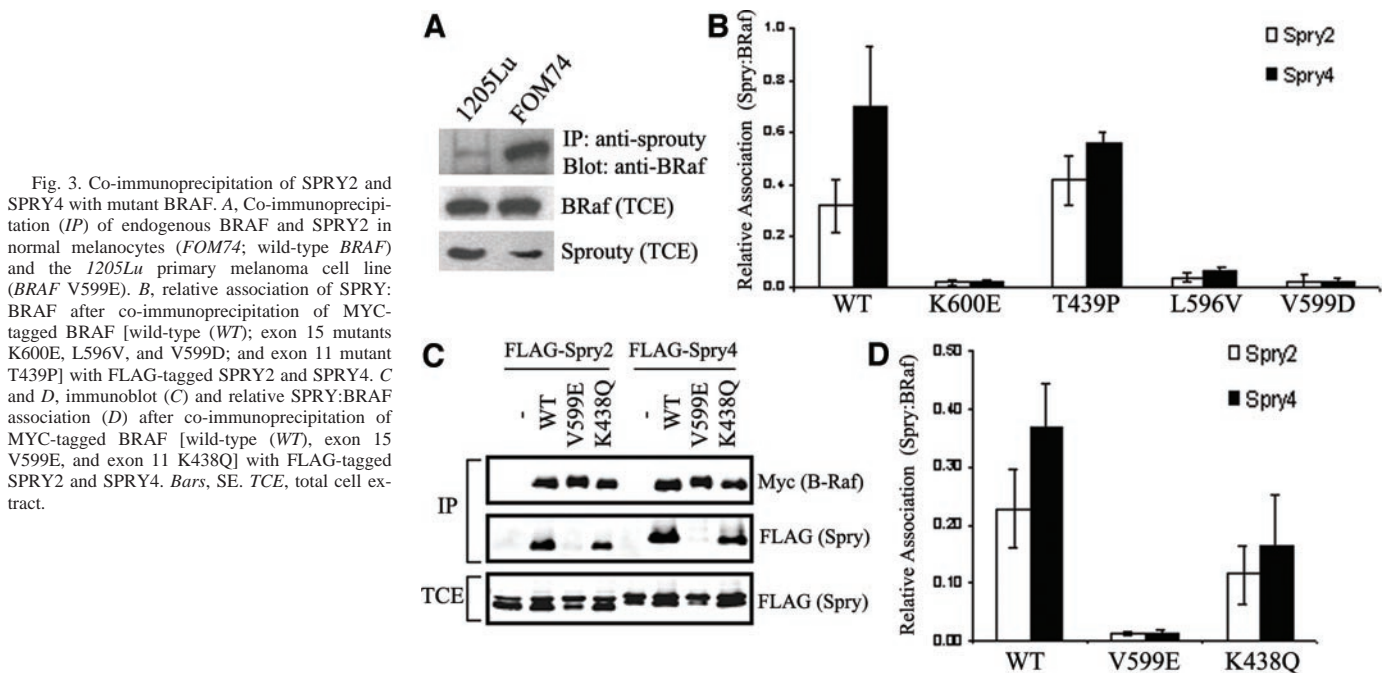 Fig. 3. Co-immunoprecipitation of SPRY2 and
SPRY4 with mutant BRAF. A, Co-immunoprecipi-
tation (IP) of endogenous BRAF and SPRY2 in
normal melanocytes (FOM74; wild-type BRAF)
and the 1205Lu primary melanoma cell line
(BRAF V599E). B, relative association of SPRY:
BRAF after co-immunoprecipitation of MYC-
tagged BRAF [wild-type (WT); exon 15 mutants
K600E, L596V, and V599D; and exon 11 mutant
T439P] with FLAG-tagged SPRY2 and SPRY4. C
and D, immunoblot (C) and relative SPRY:BRAF
association (D) after co-immunoprecipitation of
MYC-tagged BRAF [wild-type (WT), exon 15
V599E, and exon 11 K438Q] with FLAG-tagged
SPRY2 and SPRY4. Bars, SE. TCE, total cell ex-
tract.
A
1205Lu
FOM74
IP: anti-sprouty
Blot: anti-BRaf
BRaf (TCE)
Sprouty (TCE)
B
Relative Association (Spry:BRaf)
1.0
0.8
0.6
0.4
0.2
0.0
Spry2
Spry4
WT K600E T439P L596V V599D
C
FLAG-Spry2 FLAG-Spry4
- WT V599E K438Q - WT V599E K438Q
IP
Myc (B-Raf)
FLAG (Spry)
TCE
FLAG (Spry)
D
Relative Association (Spry:BRaf)
0.50
0.40
0.30
0.20
0.10
0.00
Spry2
Spry4
WT V599E K438Q